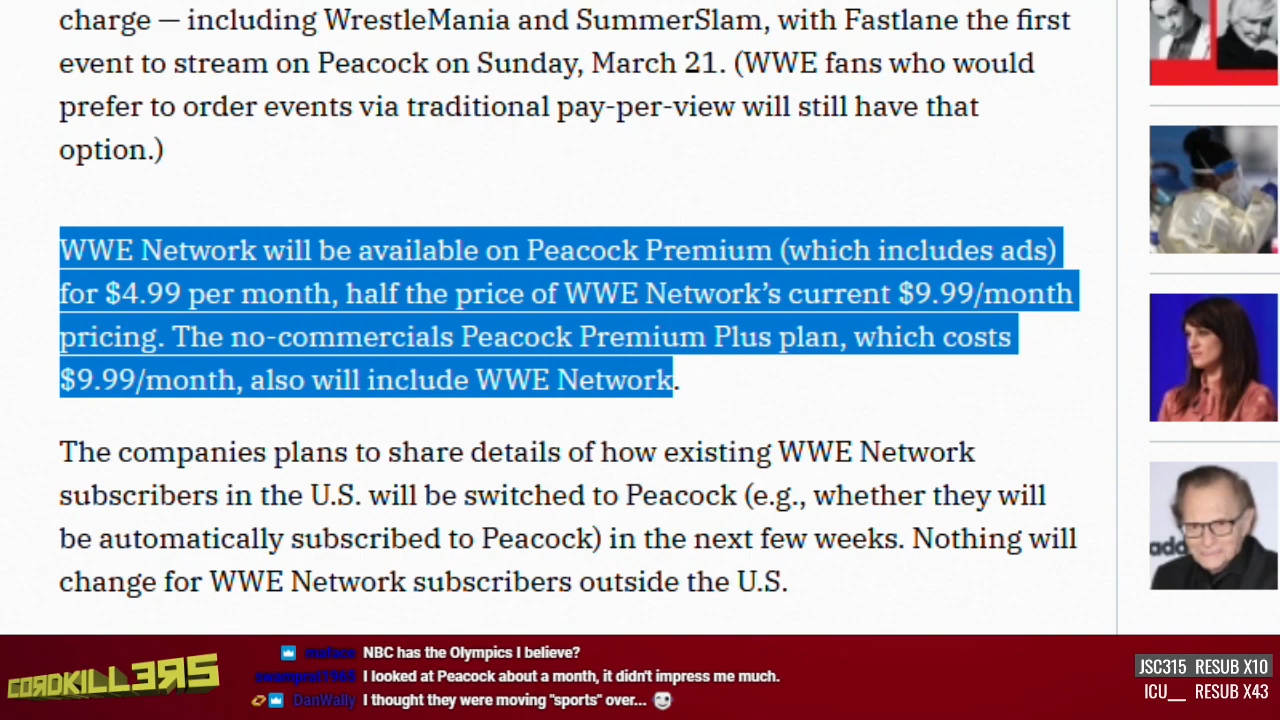 charge — including WrestleMania and SummerSlam, with Fastlane the first
event to stream on Peacock on Sunday, March 21. (WWE fans who would
prefer to order events via traditional pay-per-view will still have that
option.)
WWE Network will be available on Peacock Premium (which includes ads)
for $4.99 per month, half the price of WWE Network’s current $9.99/month
pricing. The no-commercials Peacock Premium Plus plan, which costs
$9.99/month, also will include WWE Network.
The companies plans to share details of how existing WWE Network
subscribers in the U.S. will be switched to Peacock (e.g., whether they will
be automatically subscribed to Peacock) in the next few weeks. Nothing will
change for WWE Network subscribers outside the U.S.
CORDKILLERS
NBC has the Olympics I believe?
I looked at Peacock about a month, it didn't impress me much.
DanWally I thought they were moving "sports" over...
JSC315 RESUB X10
ICU__ RESUB X43